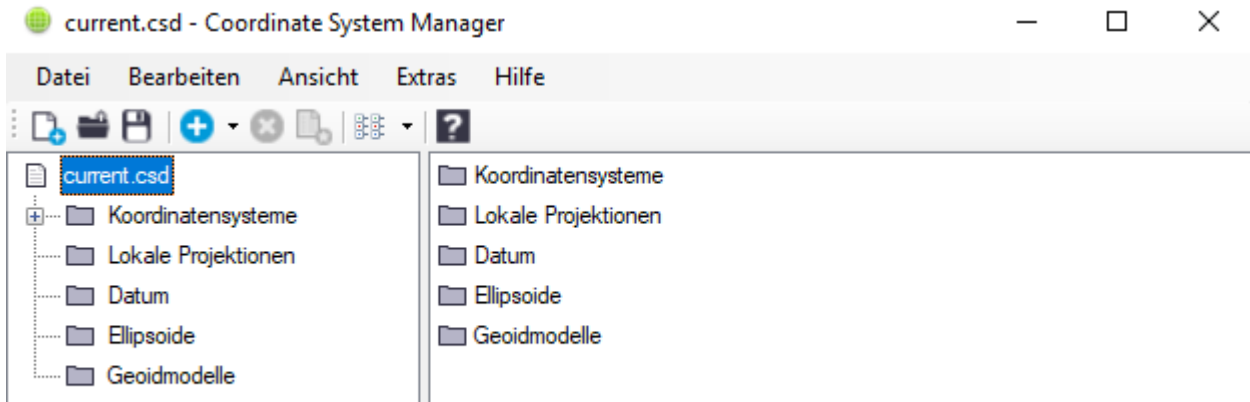 current.csd - Coordinate System Manager
Datei Bearbeiten Ansicht Extras Hilfe
current.csd
Koordinatensysteme
Lokale Projektionen
Datum
Ellipsoide
Geoidmodelle
Koordinatensysteme
Lokale Projektionen
Datum
Ellipsoide
Geoidmodelle